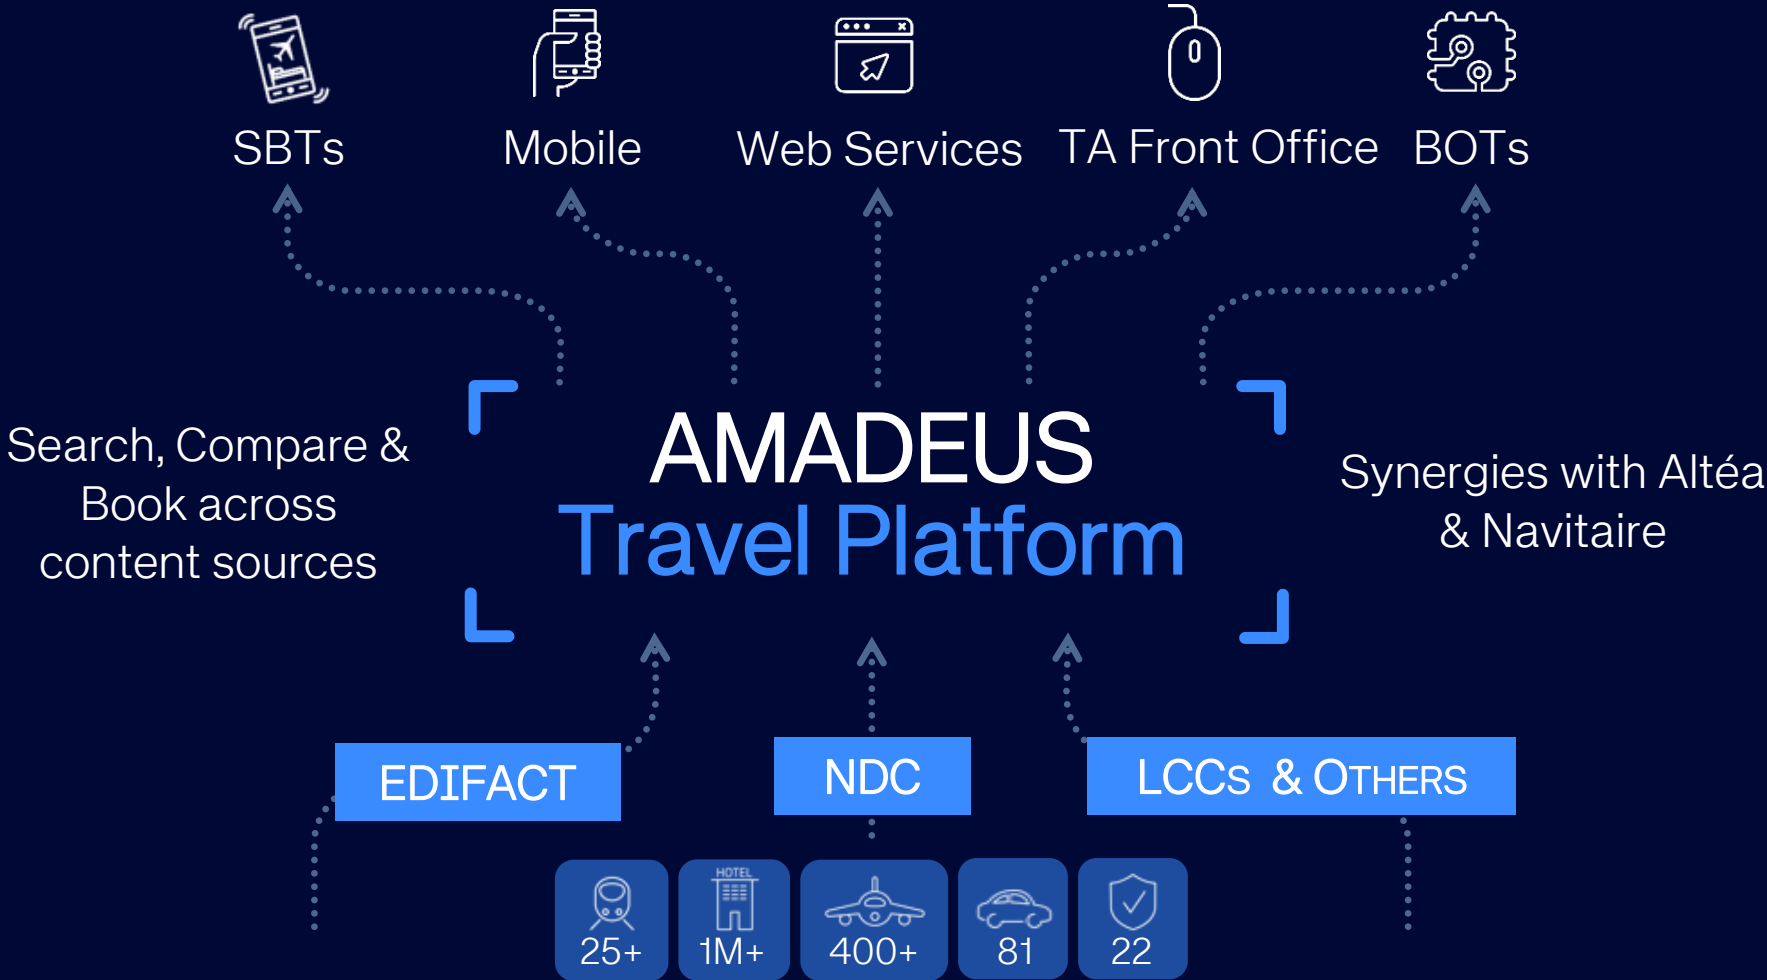 SBTs
Mobile
Web Services
TA Front Office
BOTs
Search, Compare &
Book across
content sources
AMADEUS
Travel Platform
Synergies with Altéa
& Navitaire
EDIFACT
NDC
LCCs & OTHERS
HOTEL
25+
1M+
400+
81
22